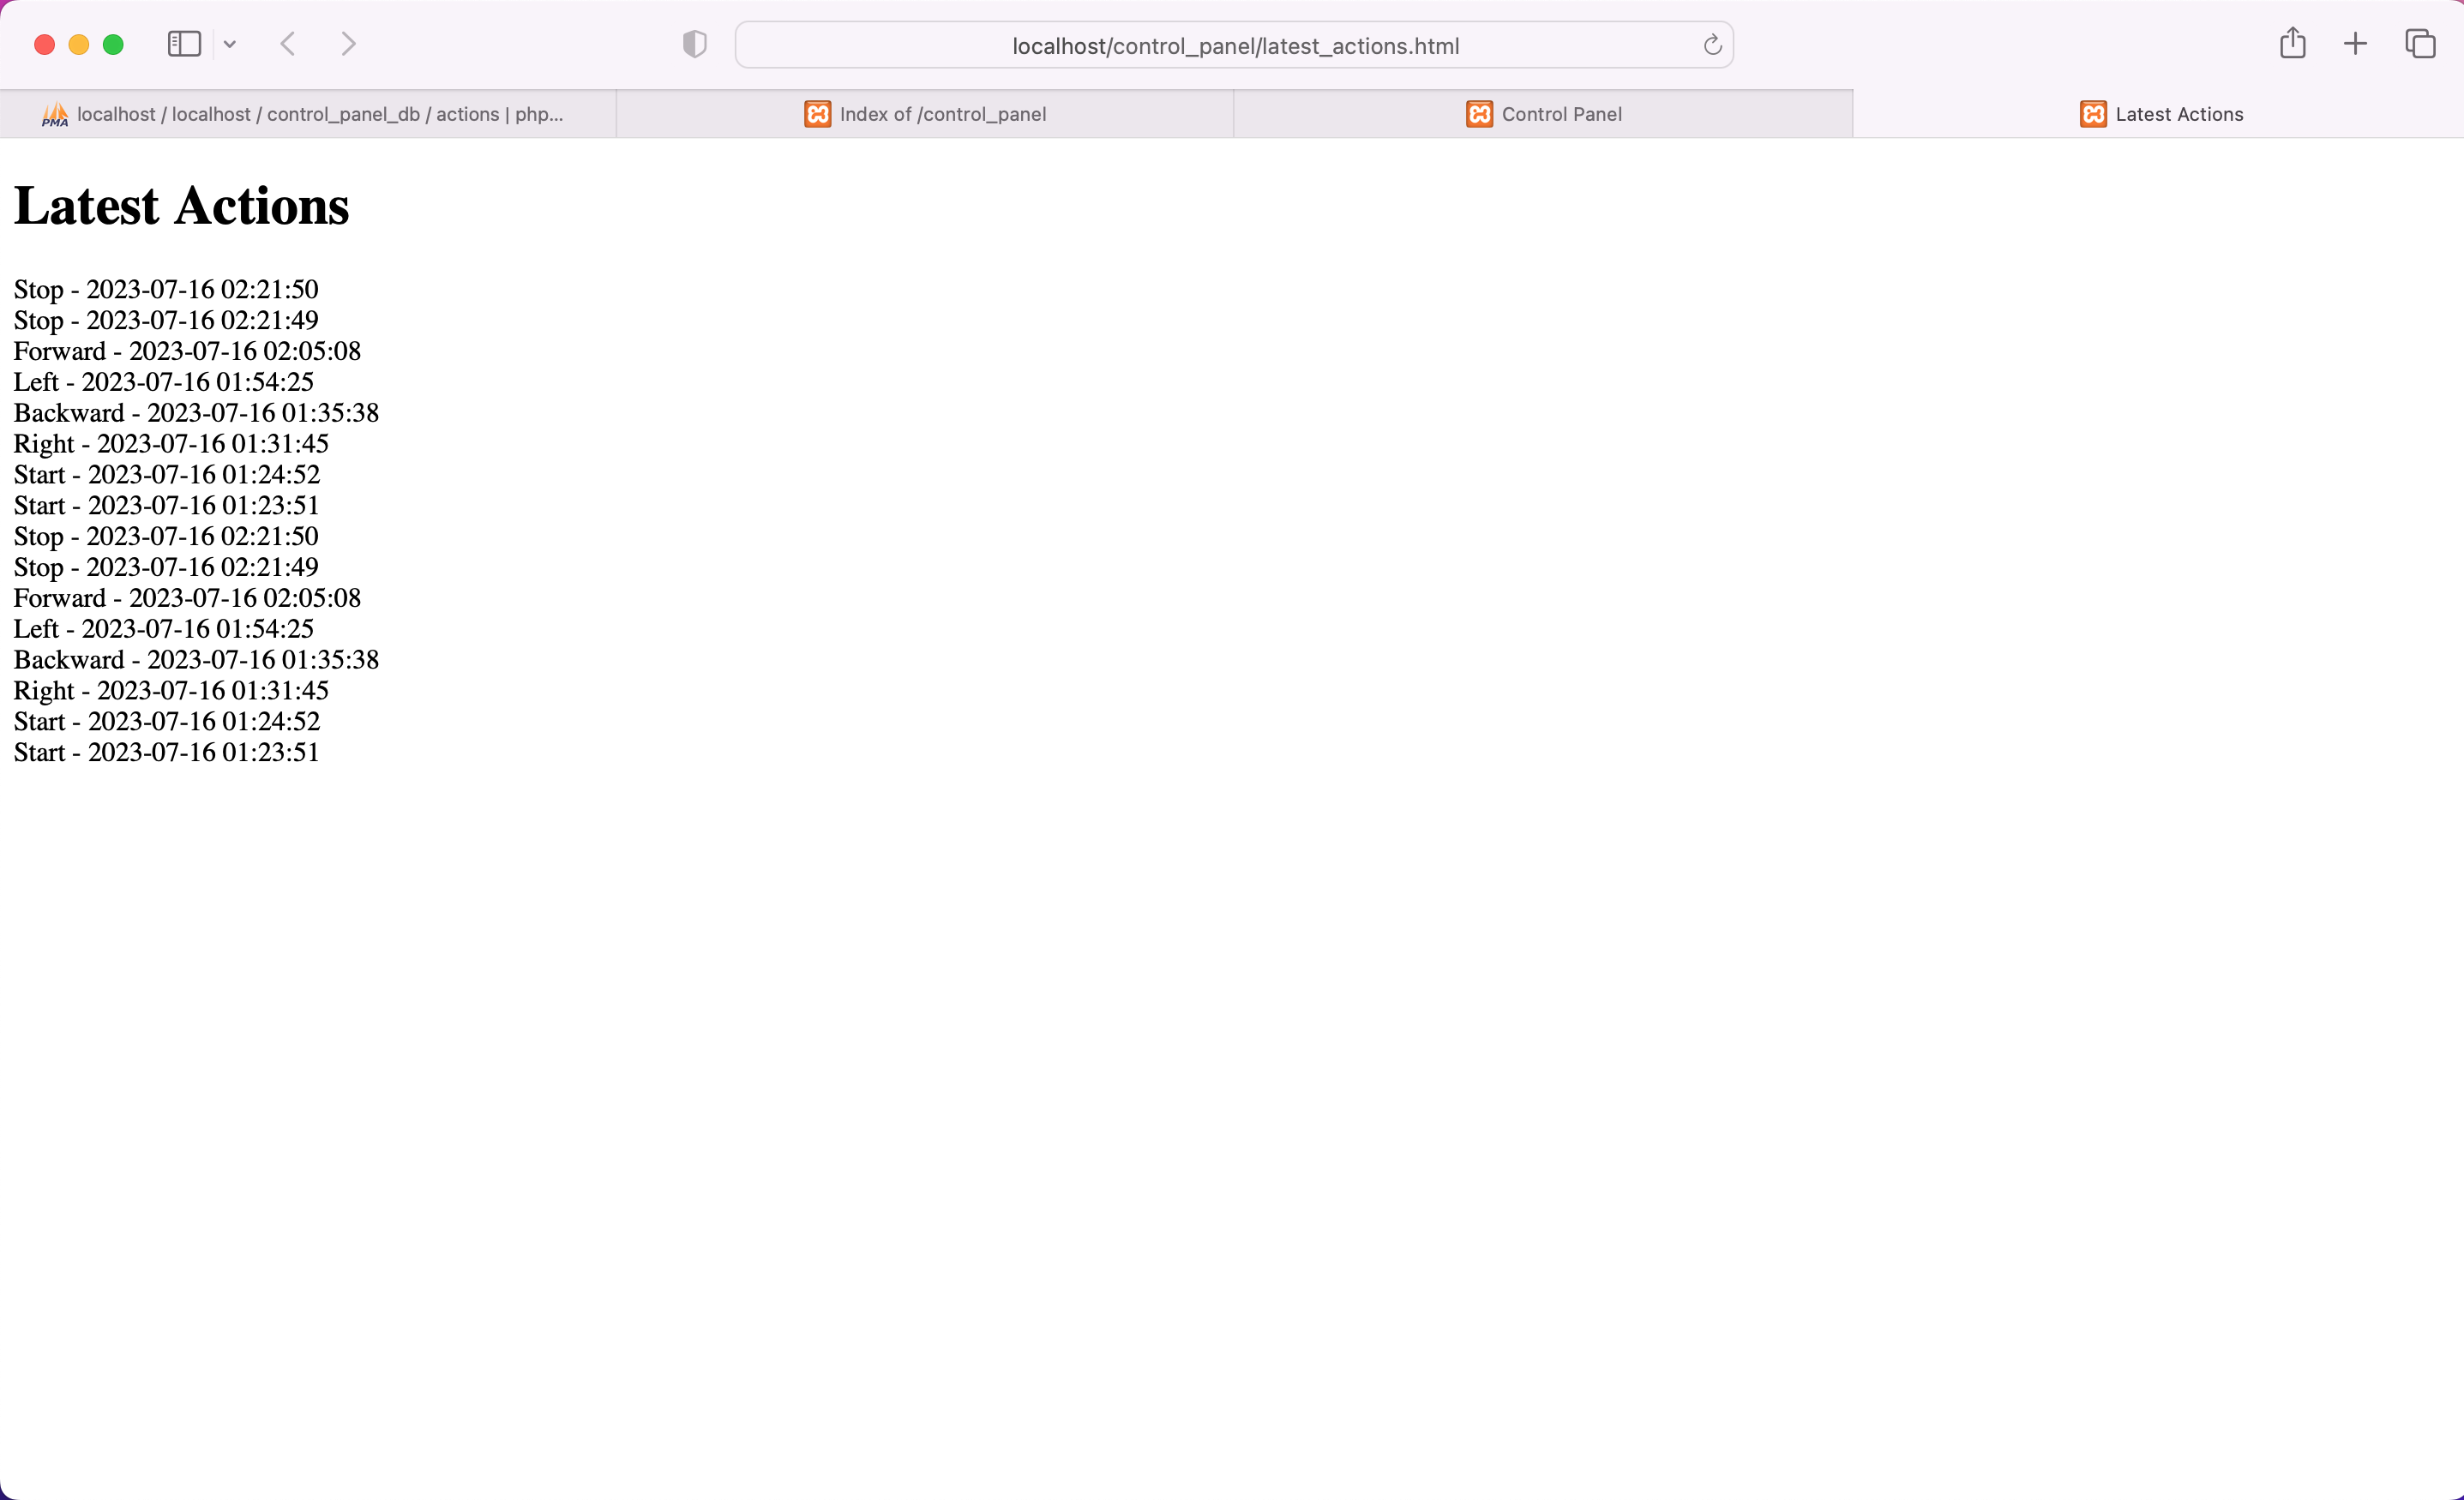 localhost/control_panel/latest_actions.html
PMA localhost / localhost / control_panel_db / actions | php...
Index of /control_panel
Control Panel
Latest Actions
Latest Actions
Stop - 2023-07-16 02:21:50
Stop - 2023-07-16 02:21:49
Forward - 2023-07-16 02:05:08
Left - 2023-07-16 01:54:25
Backward - 2023-07-16 01:35:38
Right - 2023-07-16 01:31:45
Start - 2023-07-16 01:24:52
Start - 2023-07-16 01:23:51
Stop - 2023-07-16 02:21:50
Stop - 2023-07-16 02:21:49
Forward - 2023-07-16 02:05:08
Left - 2023-07-16 01:54:25
Backward - 2023-07-16 01:35:38
Right - 2023-07-16 01:31:45
Start - 2023-07-16 01:24:52
Start - 2023-07-16 01:23:51